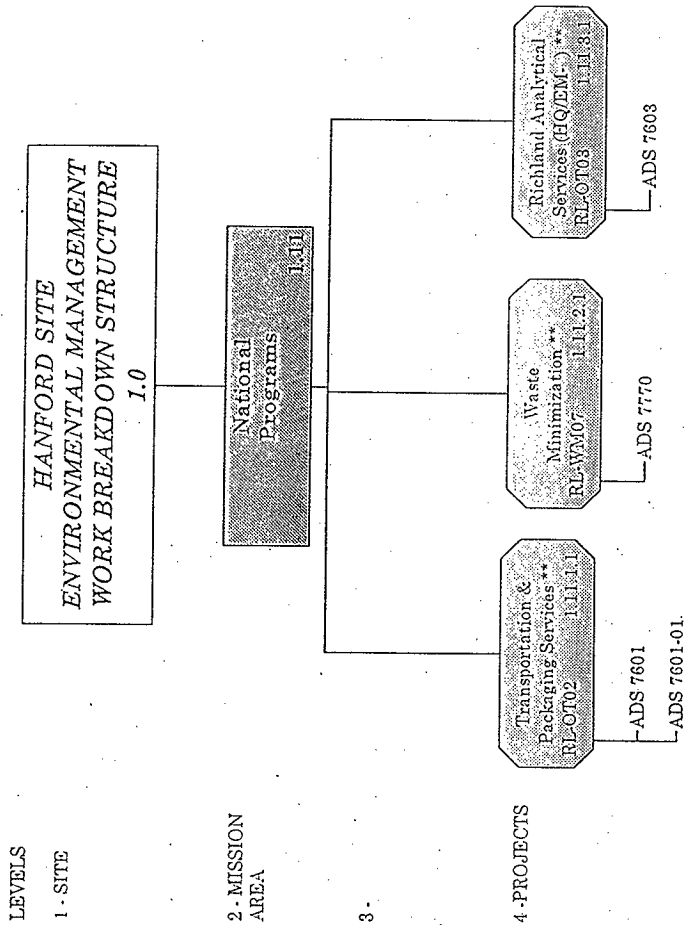 LEVELS
1 - SITE
HANFORD SITE
ENVIRONMENTAL MANAGEMENT
WORK BREAKDOWN STRUCTURE
1.0
2 - MISSION
AREA
National
Programs
1.11
3 -
4 -PROJECTS
Transportation &
Packaging Services **
RL-OT02 1.11.1.1
ADS 7601
ADS 7601-01
Waste
Minimization **
RL-WM07 1.11.2.1
ADS 7770
Richland Analytical
Services (HQ/EM- ) **
RL-OT03 1.11.3.1
ADS 7603